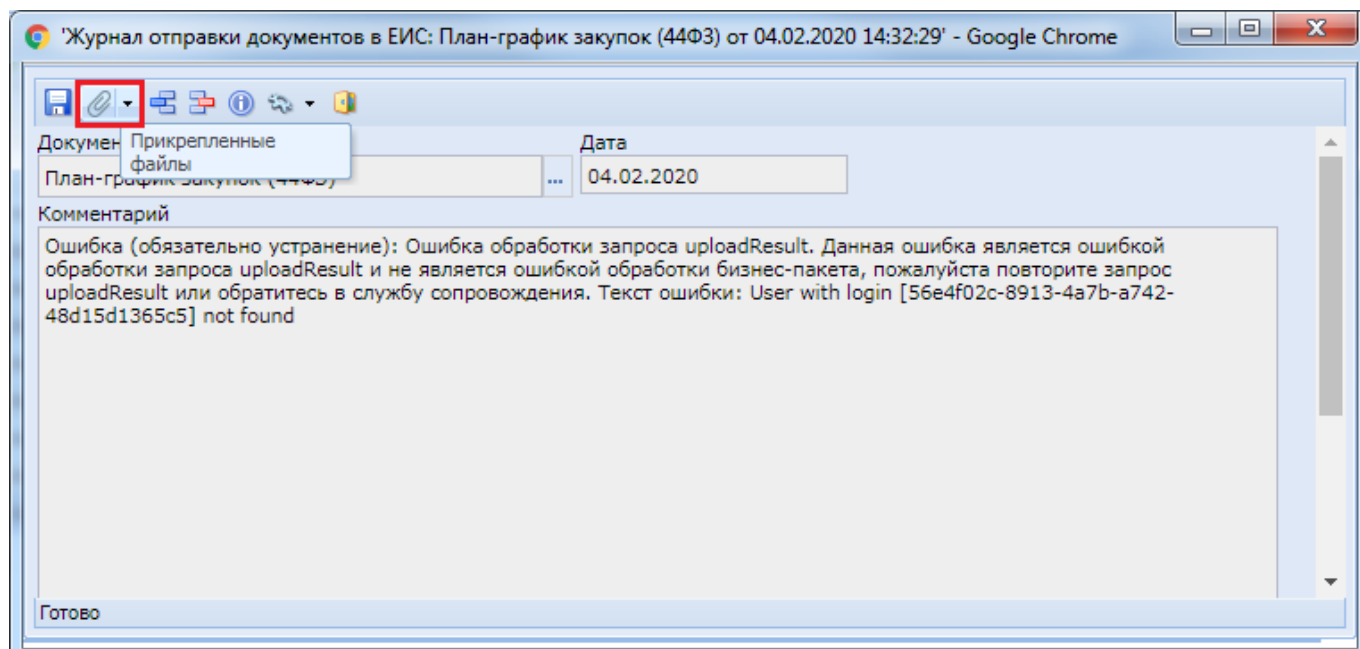 'Журнал отправки документов в ЕИС: План-график закупок (44ФЗ) от 04.02.2020 14:32:29' - Google Chrome
Прикрепленные
файлы
Докумен
Дата
План-график закупок (44ФЗ)
...
04.02.2020
Комментарий
Ошибка (обязательно устранение): Ошибка обработки запроса uploadResult. Данная ошибка является ошибкой
обработки запроса uploadResult и не является ошибкой обработки бизнес-пакета, пожалуйста повторите запрос
uploadResult или обратитесь в службу сопровождения. Текст ошибки: User with login [56e4f02c-8913-4a7b-a742-
48d15d1365c5] not found
Готово